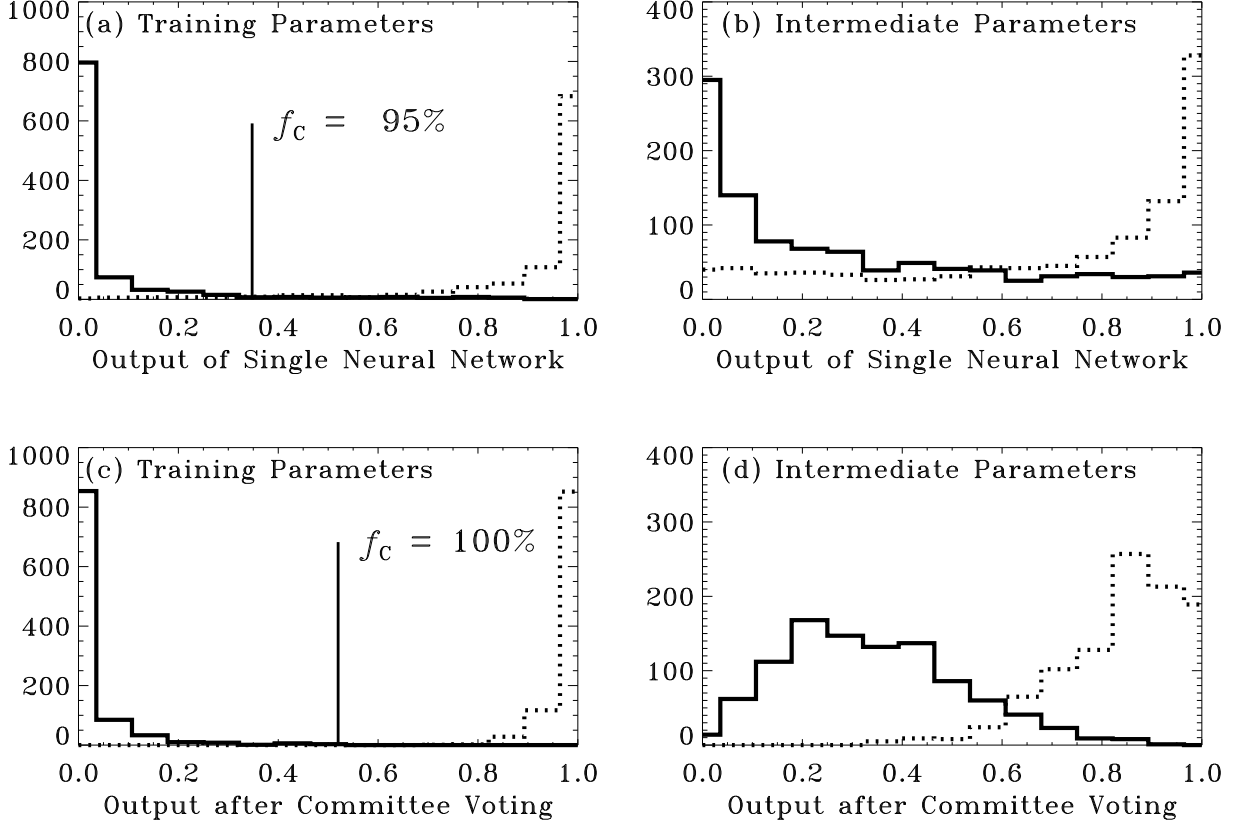 (a) Training Parameters
1000
800
600
400
200
0
f_C = 95%
0.0 0.2 0.4 0.6 0.8 1.0
Output of Single Neural Network
(b) Intermediate Parameters
400
300
200
100
0
0.0 0.2 0.4 0.6 0.8 1.0
Output of Single Neural Network
(c) Training Parameters
1000
800
600
400
200
0
f_C = 100%
0.0 0.2 0.4 0.6 0.8 1.0
Output after Committee Voting
(d) Intermediate Parameters
400
300
200
100
0
0.0 0.2 0.4 0.6 0.8 1.0
Output after Committee Voting